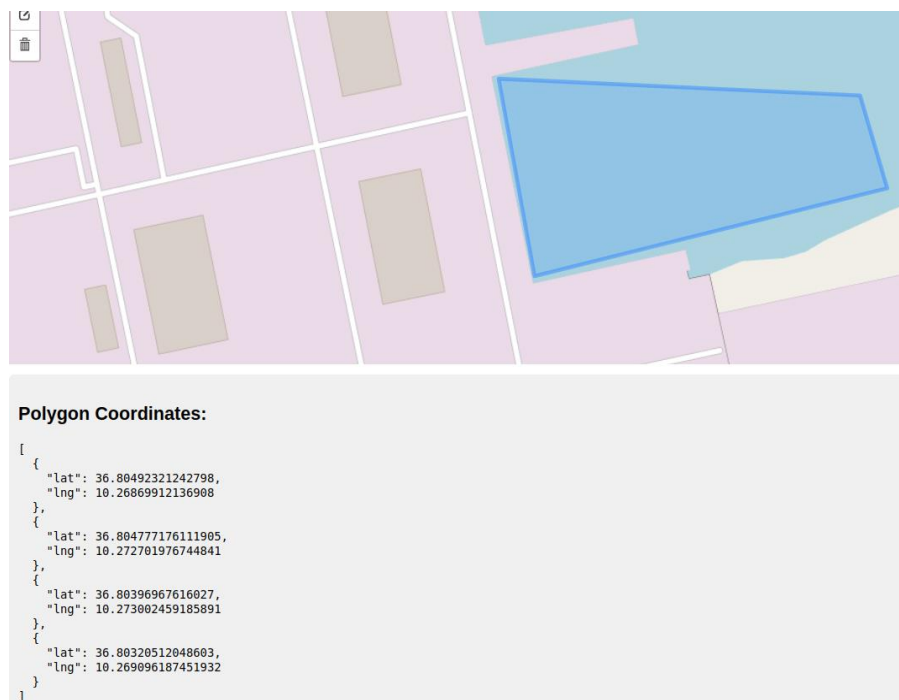 Polygon Coordinates:
[
  {
    "lat": 36.80492321242798,
    "lng": 10.26869912136908
  },
  {
    "lat": 36.804777176111905,
    "lng": 10.272701976744841
  },
  {
    "lat": 36.80396967616027,
    "lng": 10.273002459185891
  },
  {
    "lat": 36.80320512048603,
    "lng": 10.269096187451932
  }
]